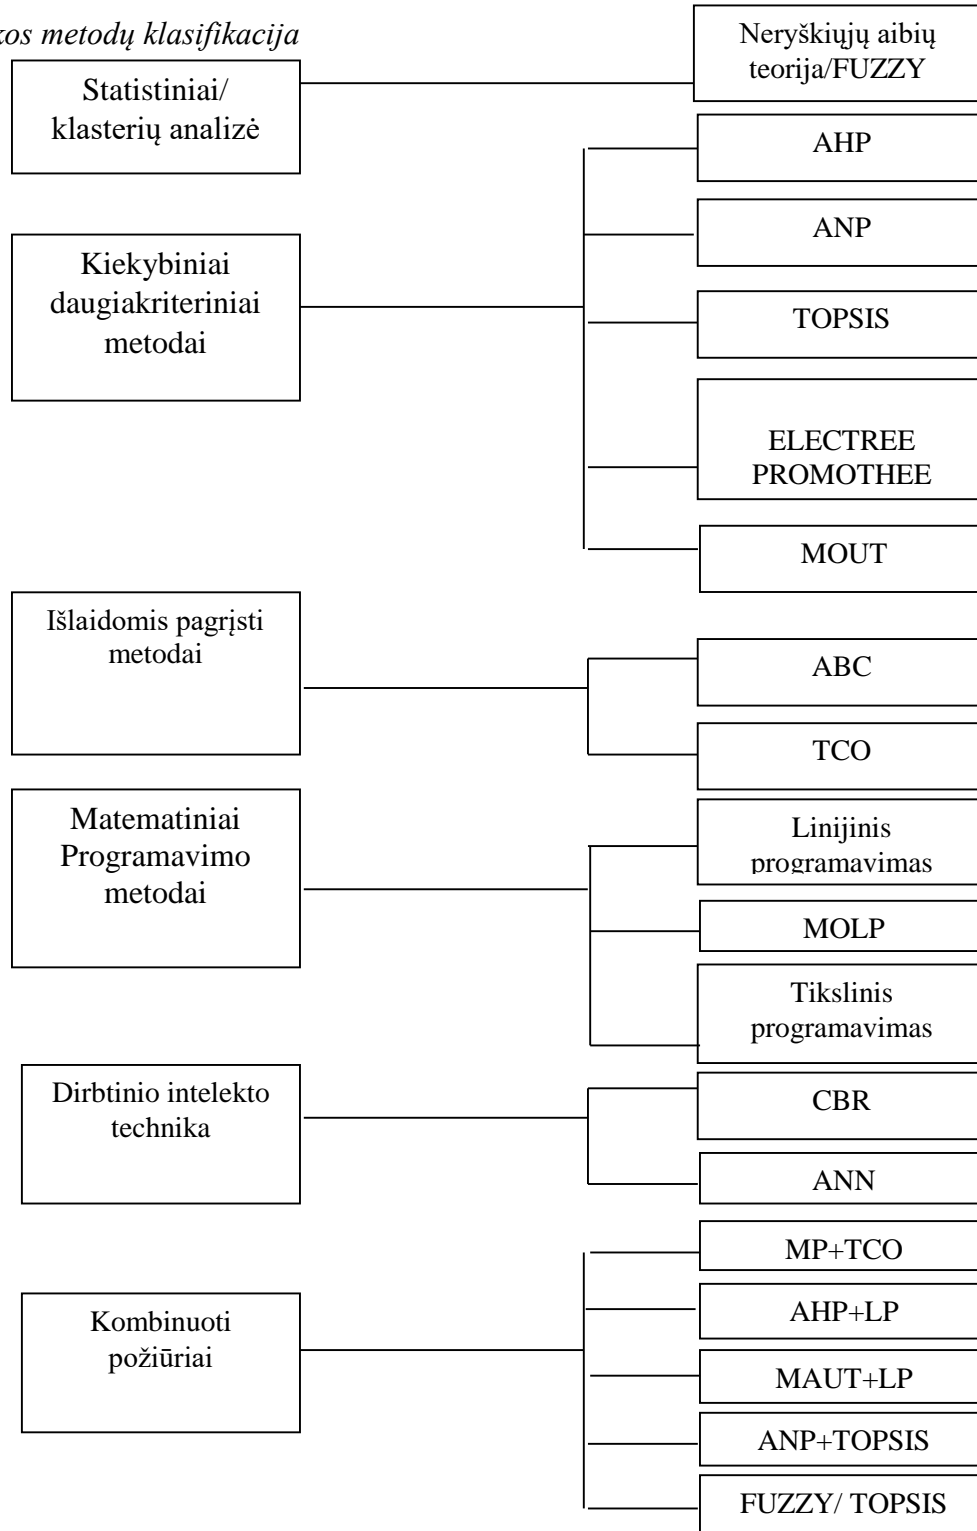 kos metodų klasifikacija
Statistiniai/
klasterių analizė
Neryškiųjų aibių
teorija/FUZZY
Kiekybiniai
daugiakriteriniai
metodai
AHP
ANP
TOPSIS
ELECTREE
PROMOTHEE
MOUT
Išlaidomis pagrįsti
metodai
ABC
TCO
Matematiniai
Programavimo
metodai
Linijinis
programavimas
MOLP
Tikslinis
programavimas
Dirbtinio intelekto
technika
CBR
ANN
Kombinuoti
požiūriai
MP+TCO
AHP+LP
MAUT+LP
ANP+TOPSIS
FUZZY/ TOPSIS